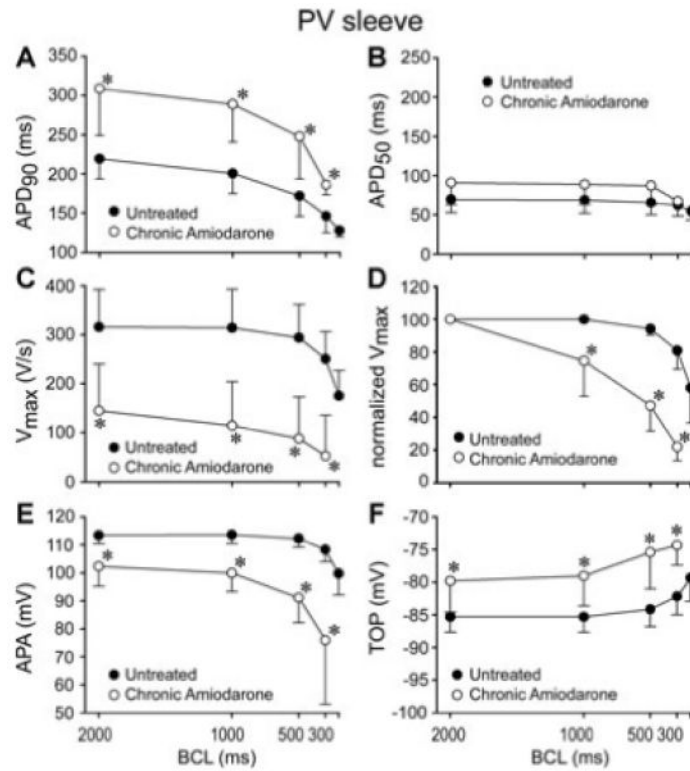 PV sleeve
A
APD90 (ms)
350
300
250
200
150
100
* * * *
Untreated
Chronic Amiodarone
B
APD50 (ms)
250
200
150
100
50
0
Untreated
Chronic Amiodarone
C
Vmax (V/s)
400
300
200
100
0
* * * *
Untreated
Chronic Amiodarone
D
normalized Vmax
120
100
80
60
40
20
0
* * *
Untreated
Chronic Amiodarone
E
APA (mV)
120
110
100
90
80
70
60
50
* * * *
Untreated
Chronic Amiodarone
2000 1000 500 300
BCL (ms)
F
TOP (mV)
-70
-75
-80
-85
-90
-95
-100
* * * *
Untreated
Chronic Amiodarone
2000 1000 500 300
BCL (ms)